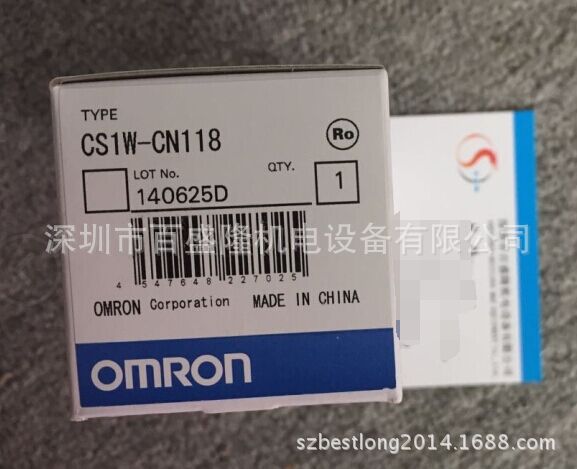 TYPE
CS1W-CN118
Ro
LOT No.
QTY.
140625D
1
深圳市百盛隆机电设备有限公司
4 547648 227025
OMRON Corporation MADE IN CHINA
OMRON
szbestlong2014.1688.com